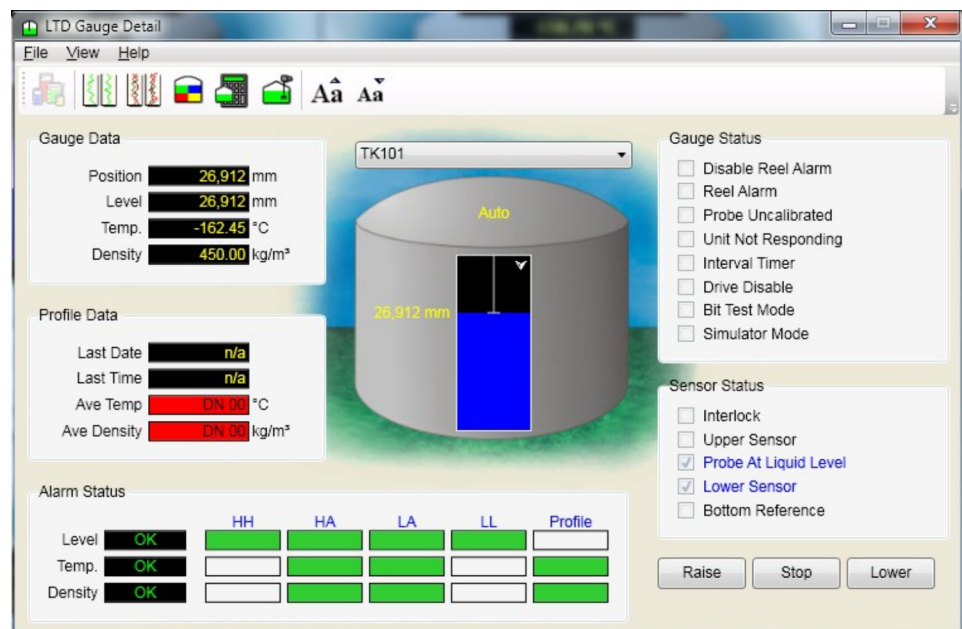 LTD Gauge Detail
File View Help
Aâ Aǎ
Gauge Data
Position 26,912 mm
Level 26,912 mm
Temp. -162.45 °C
Density 450.00 kg/m³
TK101
Auto
26,912 mm
Gauge Status
Disable Reel Alarm
Reel Alarm
Probe Uncalibrated
Unit Not Responding
Interval Timer
Drive Disable
Bit Test Mode
Simulator Mode
Profile Data
Last Date n/a
Last Time n/a
Ave Temp DN 00 °C
Ave Density DN 00 kg/m³
Sensor Status
Interlock
Upper Sensor
Probe At Liquid Level
Lower Sensor
Bottom Reference
Alarm Status
HH HA LA LL Profile
Level OK
Temp. OK
Density OK
Raise Stop Lower